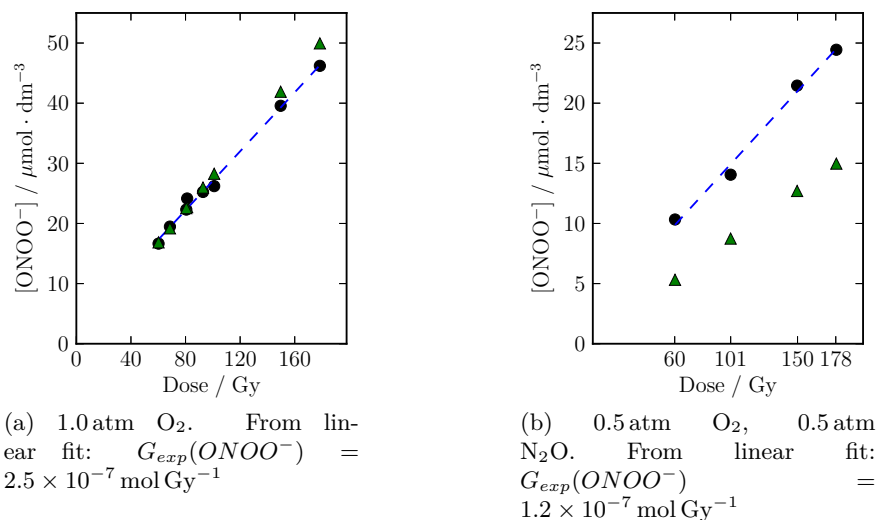 50
40
30
20
10
0
[ONOO⁻] / μmol · dm⁻³
0 40 80 120 160
Dose / Gy
(a) 1.0 atm O₂. From lin-
ear fit: G_exp(ONOO⁻) =
2.5 × 10⁻⁷ mol Gy⁻¹
25
20
15
10
5
0
[ONOO⁻] / μmol · dm⁻³
60 101 150 178
Dose / Gy
(b) 0.5 atm O₂, 0.5 atm
N₂O. From linear fit:
G_exp(ONOO⁻) =
1.2 × 10⁻⁷ mol Gy⁻¹